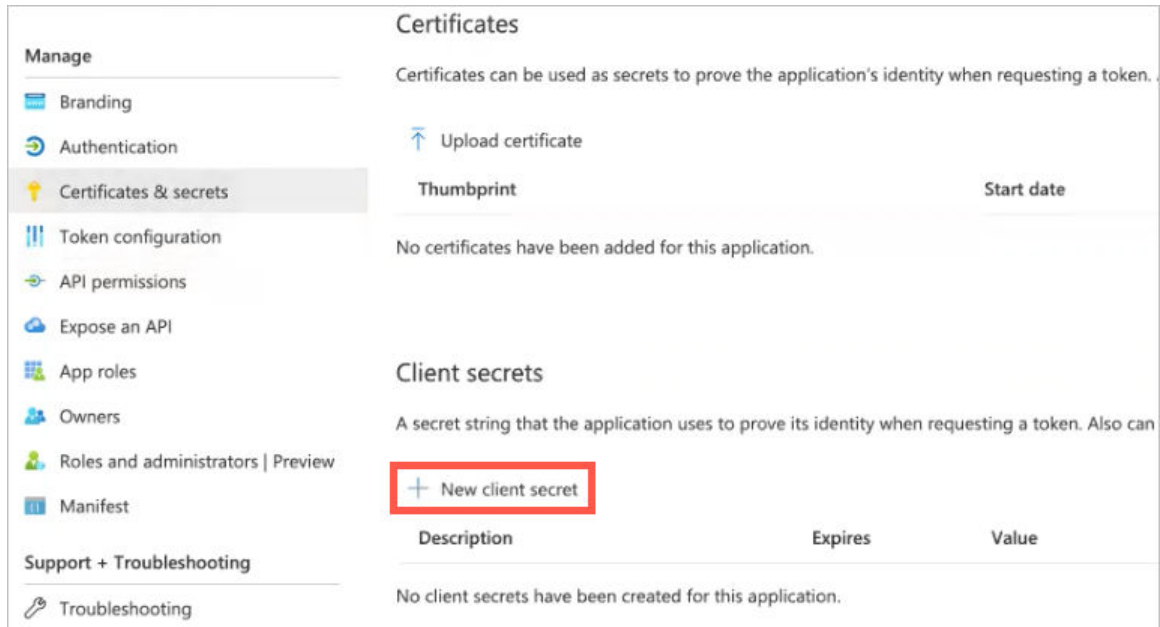 Manage
Branding
Authentication
Certificates & secrets
Token configuration
API permissions
Expose an API
App roles
Owners
Roles and administrators | Preview
Manifest
Support + Troubleshooting
Troubleshooting
Certificates
Certificates can be used as secrets to prove the application's identity when requesting a token.
Upload certificate
Thumbprint Start date
No certificates have been added for this application.
Client secrets
A secret string that the application uses to prove its identity when requesting a token. Also can
New client secret
Description Expires Value
No client secrets have been created for this application.